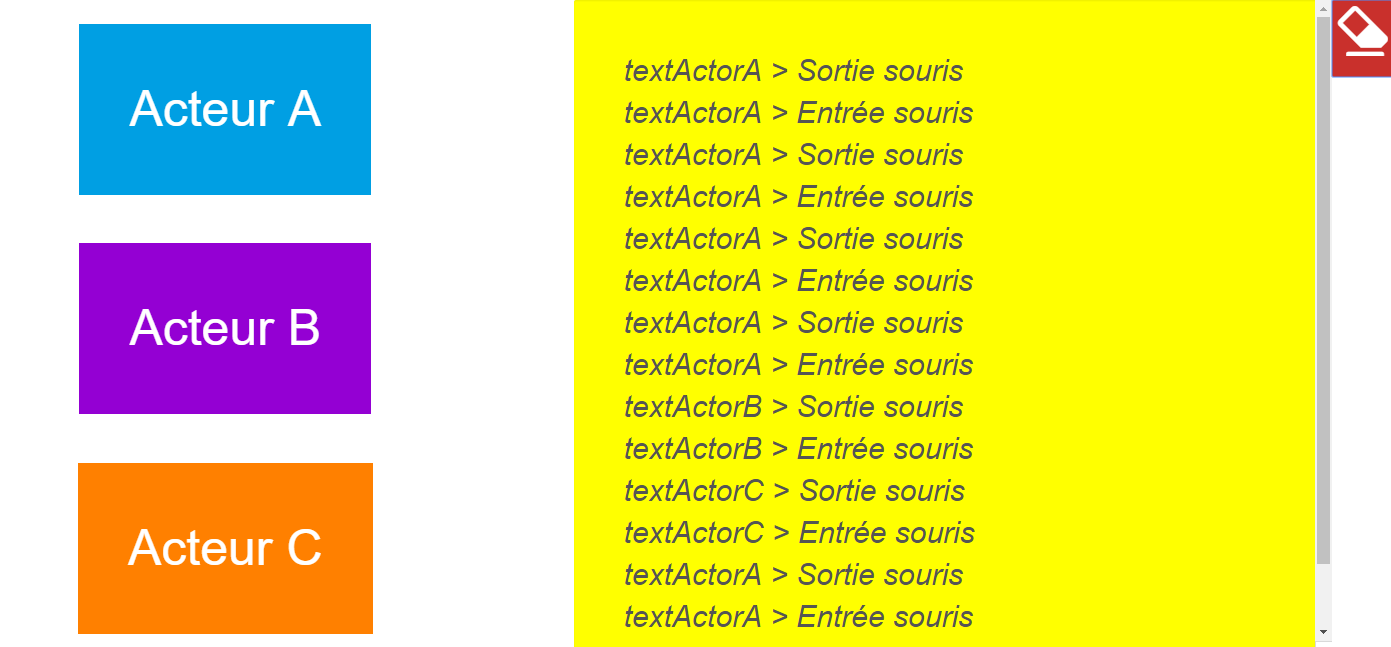 Acteur A
Acteur B
Acteur C
textActorA > Sortie souris
textActorA > Entrée souris
textActorA > Sortie souris
textActorA > Entrée souris
textActorA > Sortie souris
textActorA > Entrée souris
textActorA > Sortie souris
textActorA > Entrée souris
textActorB > Sortie souris
textActorB > Entrée souris
textActorC > Sortie souris
textActorC > Entrée souris
textActorA > Sortie souris
textActorA > Entrée souris